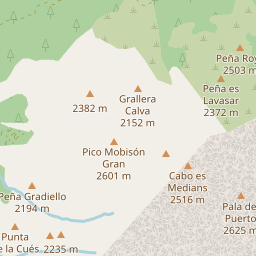 Peña Roy
2503 m
Peña es
Lavasar
2372 m
2382 m
Grallera
Calva
2152 m
Pico Mobisón
Gran
2601 m
Cabo es
Medians
2516 m
Peña Gradiello
2194 m
Pala de
Puerto
2625 m
Punta
e la Cués
2235 m